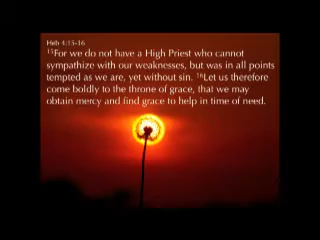 Heb 4:15-16
¹⁵For we do not have a High Priest who cannot
sympathize with our weaknesses, but was in all points
tempted as we are, yet without sin. ¹⁶Let us therefore
come boldly to the throne of grace, that we may
obtain mercy and find grace to help in time of need.